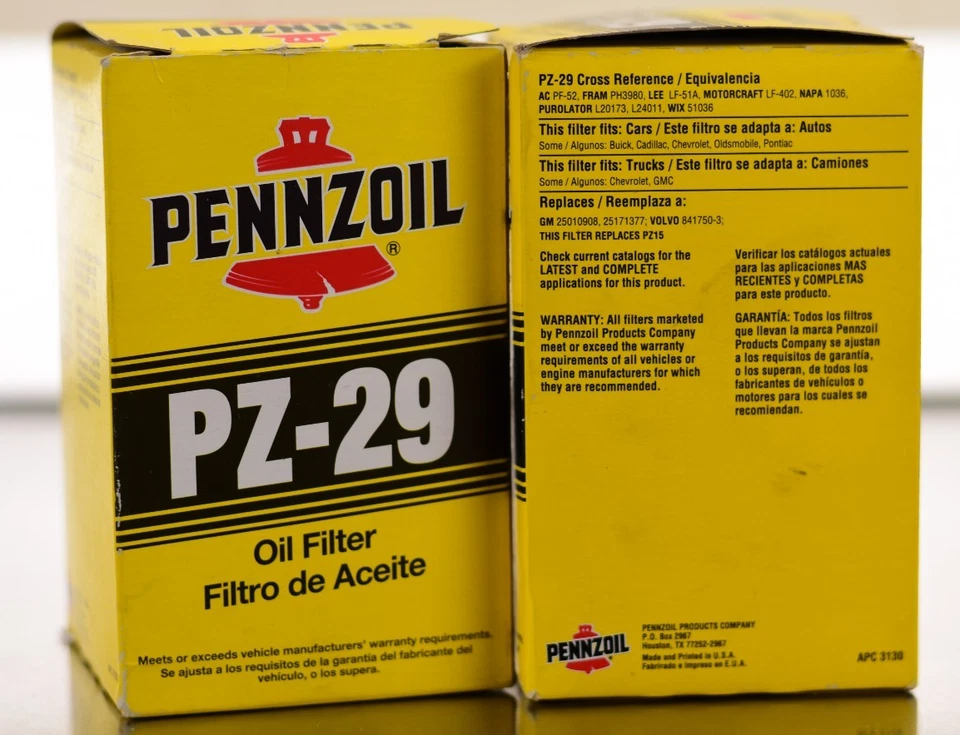 PENNZOIL
PENNZOIL®
PZ-29
Oil Filter
Filtro de Aceite
Meets or exceeds vehicle manufacturers' warranty requirements.
Se ajusta a los requisitos de la garantía del fabricante del
vehículo, o los supera.
PZ-29 Cross Reference / Equivalencia
AC PF-52, FRAM PH3980, LEE LF-51A, MOTORCRAFT LF-402, NAPA 1036,
PUROLATOR L20173, L24011, WIX 51036
This filter fits: Cars / Este filtro se adapta a: Autos
Some / Algunos: Buick, Cadillac, Chevrolet, Oldsmobile, Pontiac
This filter fits: Trucks / Este filtro se adapta a: Camiones
Some / Algunos: Chevrolet, GMC
Replaces / Reemplaza a:
GM 25010908, 25171377; VOLVO 841750-3;
THIS FILTER REPLACES PZ15
Check current catalogs for the
LATEST and COMPLETE
applications for this product.
WARRANTY: All filters marketed
by Pennzoil Products Company
meet or exceed the warranty
requirements of all vehicles or
engine manufacturers for which
they are recommended.
Verificar los catálogos actuales
para las aplicaciones MAS
RECIENTES y COMPLETAS
para este producto.
GARANTÍA: Todos los filtros
que llevan la marca Pennzoil
Products Company se ajustan
a los requisitos de garantía,
o los superan, de todos los
fabricantes de vehículos o
motores para los cuales se
recomiendan.
PENNZOIL
PENNZOIL PRODUCTS COMPANY
P.O. Box 2967
Houston, TX 77252-2967
Made and Printed in U.S.A.
Fabricado e impreso en E.U.A.
APC 3130